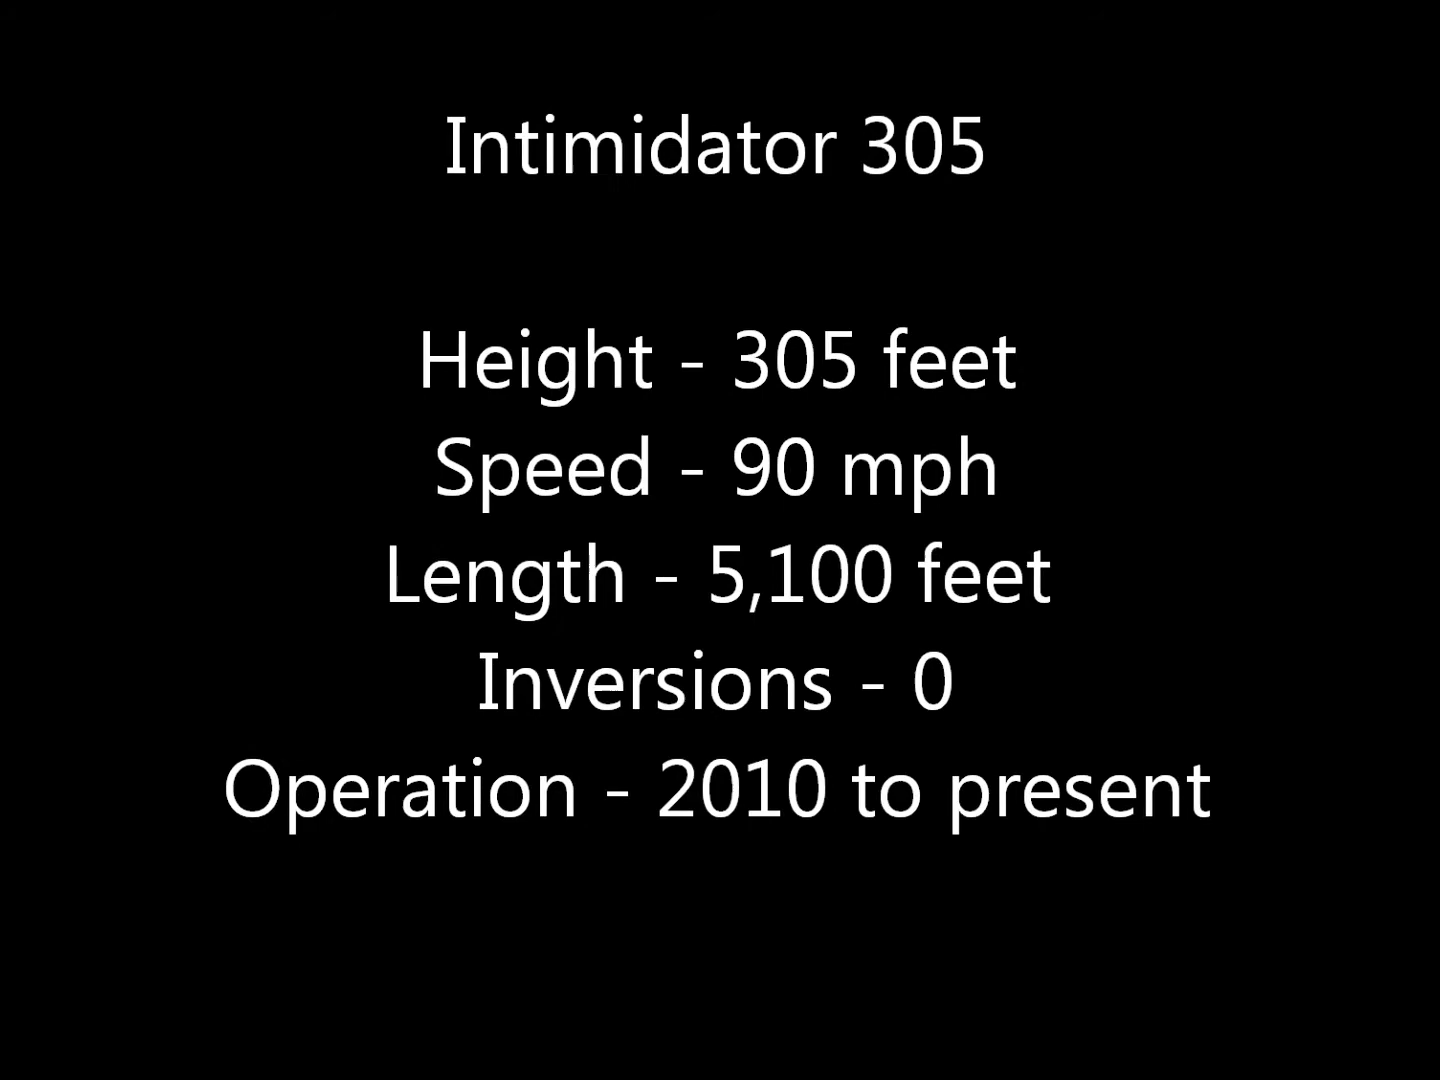 Intimidator 305
Height - 305 feet
Speed - 90 mph
Length - 5,100 feet
Inversions - 0
Operation - 2010 to present